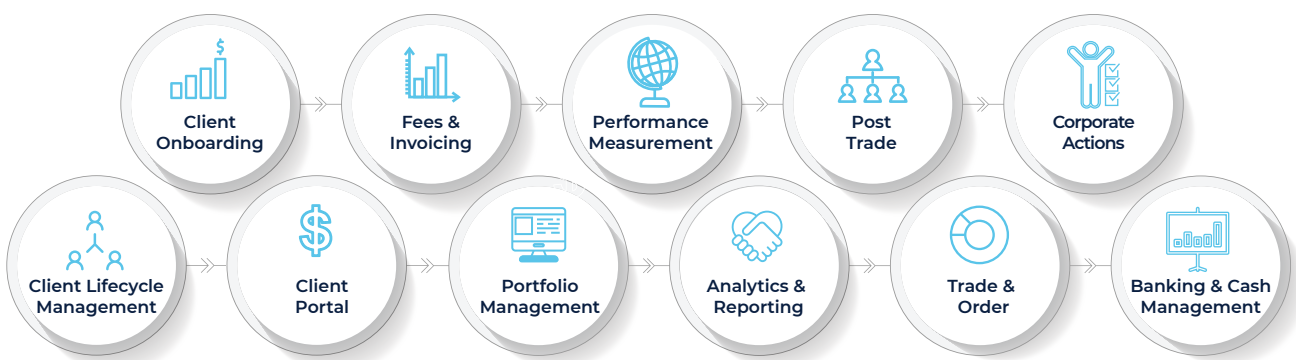 $
Client
Onboarding
Fees &
Invoicing
Performance
Measurement
Post
Trade
Corporate
Actions
Client Lifecycle
Management
$
Client
Portal
Portfolio
Management
Analytics &
Reporting
Trade &
Order
Banking & Cash
Management